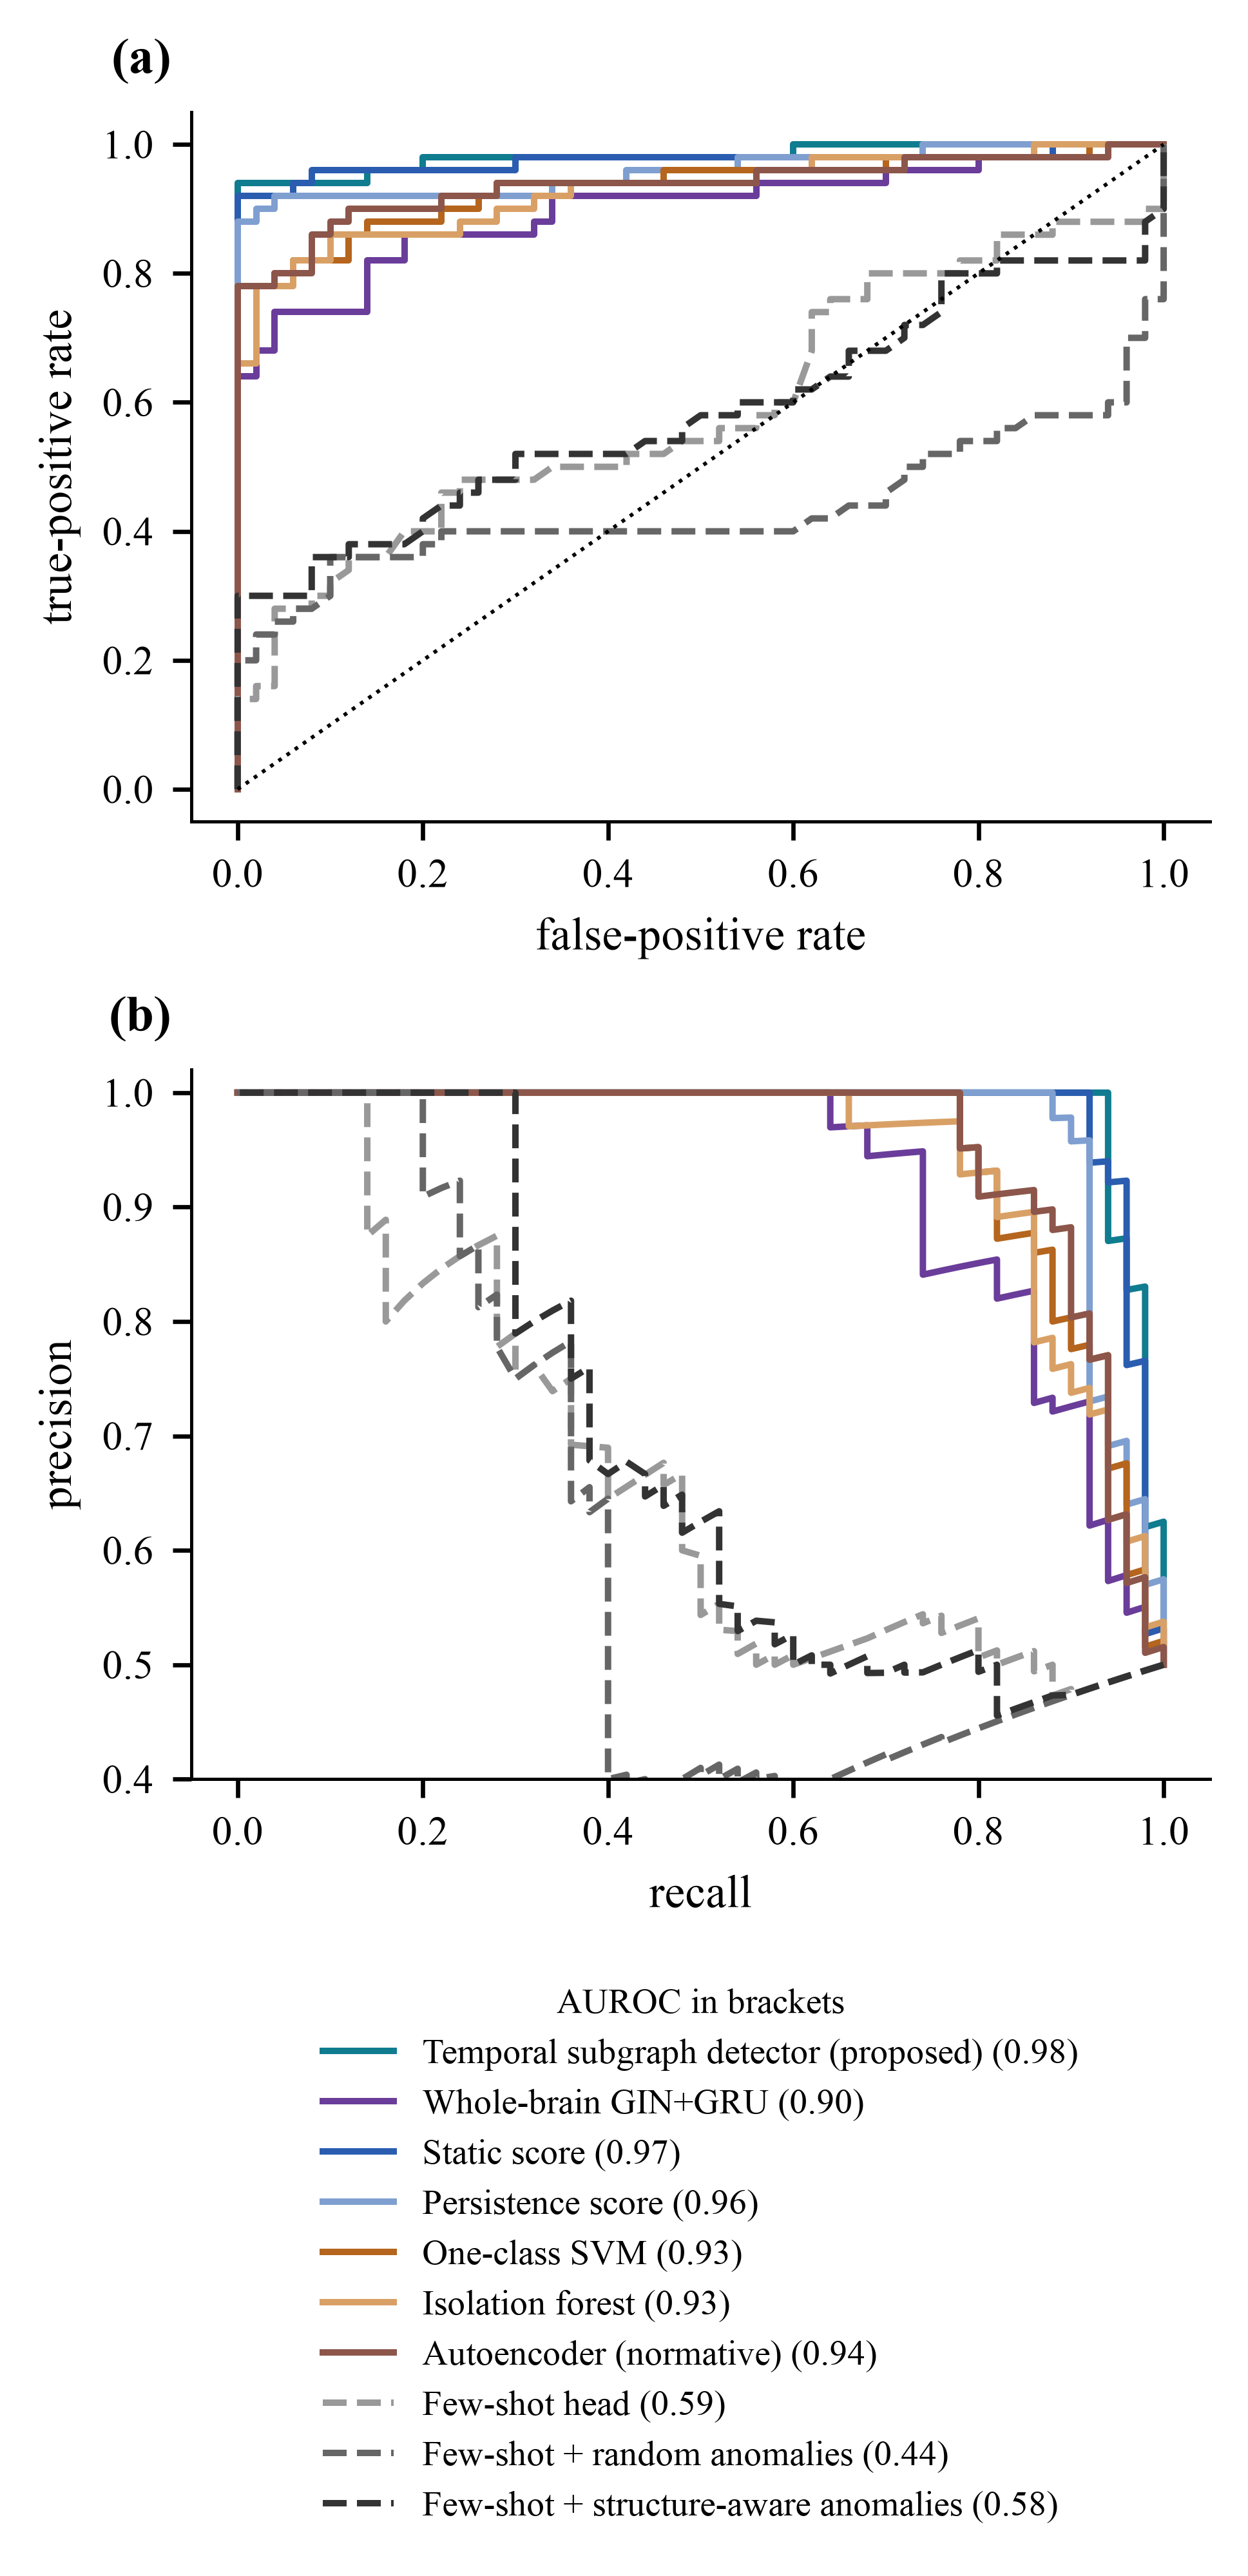 (a)
1.0
0.8
0.6
0.4
0.2
0.0
true-positive rate
0.0 0.2 0.4 0.6 0.8 1.0
false-positive rate
(b)
1.0
0.9
0.8
0.7
0.6
0.5
0.4
precision
0.0 0.2 0.4 0.6 0.8 1.0
recall
AUROC in brackets
Temporal subgraph detector (proposed) (0.98)
Whole-brain GIN+GRU (0.90)
Static score (0.97)
Persistence score (0.96)
One-class SVM (0.93)
Isolation forest (0.93)
Autoencoder (normative) (0.94)
Few-shot head (0.59)
Few-shot + random anomalies (0.44)
Few-shot + structure-aware anomalies (0.58)